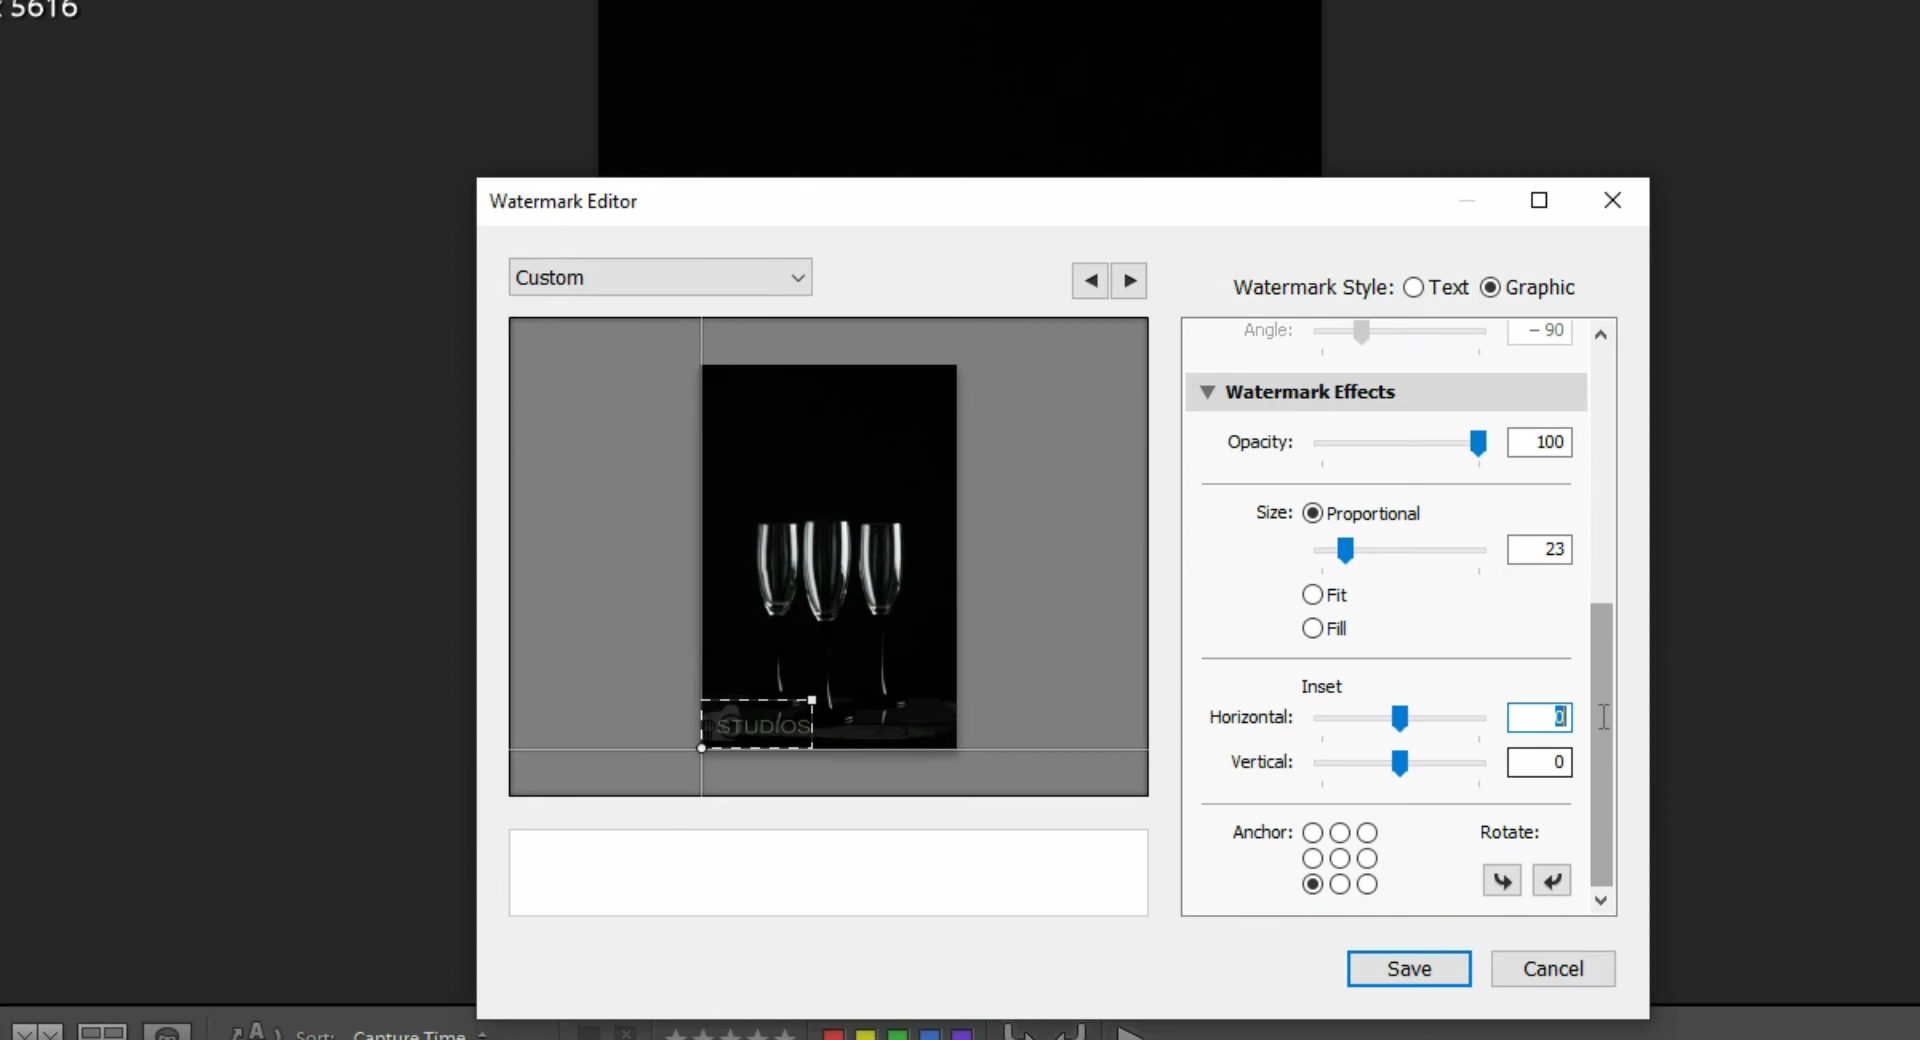 5616
Watermark Editor
Custom
Watermark Style: Text Graphic
Angle: – 90
Watermark Effects
Opacity: 100
Size: Proportional
23
Fit
Fill
Inset
Horizontal: 0
Vertical: 0
STUDIOS
Anchor: Rotate:
Save Cancel
Sort: Capture Time